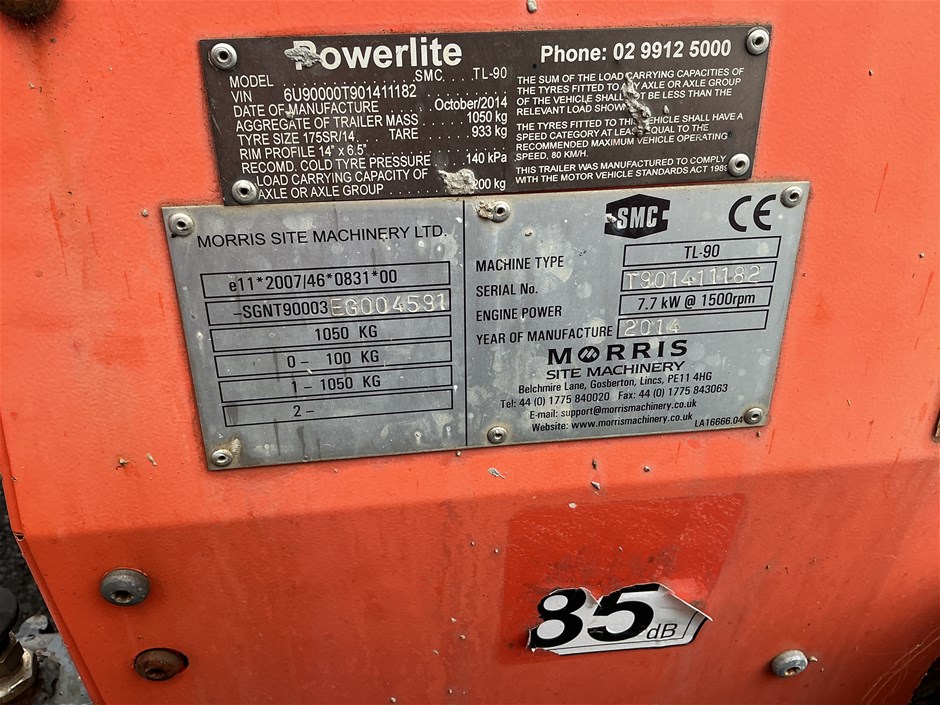 Powerlite
Phone: 02 9912 5000
MODEL SMC TL-90
VIN 6U90000T901411182
DATE OF MANUFACTURE October/2014
AGGREGATE OF TRAILER MASS 1050 kg
TYRE SIZE 175SR/14 TARE 933 kg
RIM PROFILE 14" x 6.5"
RECOMD. COLD TYRE PRESSURE 140 kPa
LOAD CARRYING CAPACITY OF
AXLE OR AXLE GROUP kg
THE SUM OF THE LOAD CARRYING CAPACITIES OF
THE TYRES FITTED TO ANY AXLE OR AXLE GROUP
OF THE VEHICLE SHALL NOT BE LESS THAN THE
RELEVANT LOAD SHOWN
THE TYRES FITTED TO THE VEHICLE SHALL HAVE A
SPEED CATEGORY AT LEAST EQUAL TO THE
RECOMMENDED MAXIMUM VEHICLE OPERATING
SPEED, 80 KM/H.
THIS TRAILER WAS MANUFACTURED TO COMPLY
WITH THE MOTOR VEHICLE STANDARDS ACT 1989
MORRIS SITE MACHINERY LTD.
e11*2007/46*0831*00
–SGNT90003EG004591
1050 KG
0 – 100 KG
1 – 1050 KG
2 –
SMC
CE
MACHINE TYPE TL-90
SERIAL No. T901411182
ENGINE POWER 7.7 kW @ 1500rpm
YEAR OF MANUFACTURE 2014
MORRIS
SITE MACHINERY
Belchmire Lane, Gosberton, Lincs, PE11 4HG
Tel: 44 (0) 1775 840020 Fax: 44 (0) 1775 843063
E-mail: support@morrismachinery.co.uk
Website: www.morrismachinery.co.uk
LA16666.04
85
dB